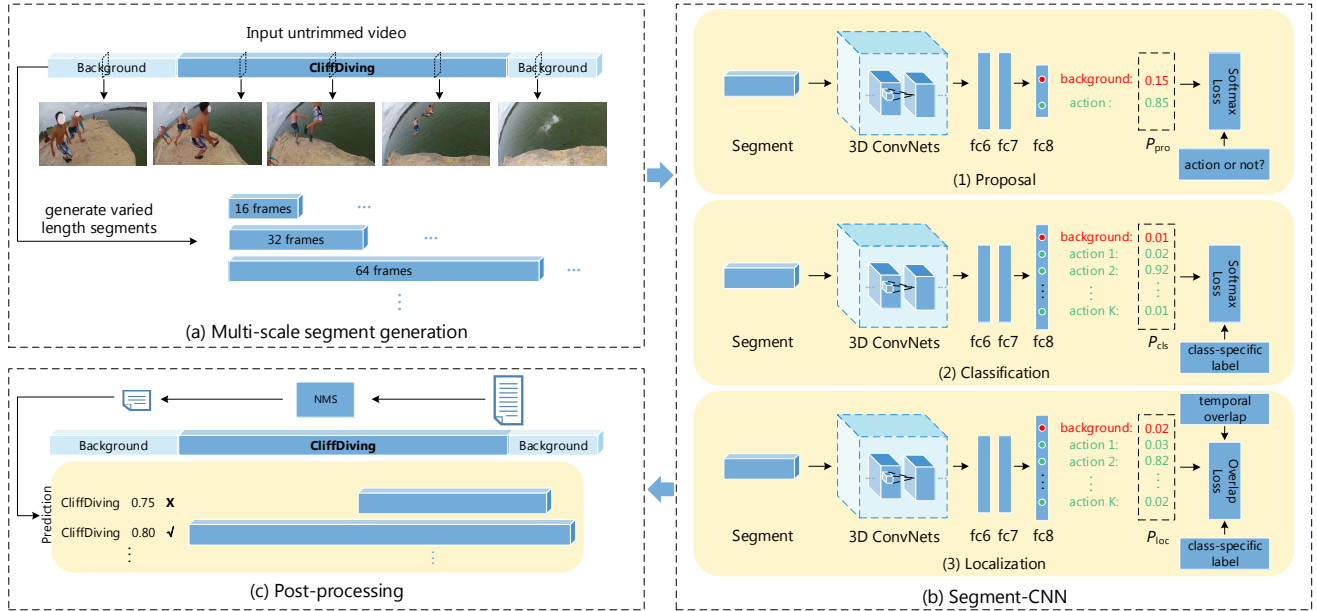 Input untrimmed video
Background
CliffDiving
Background
generate varied
length segments
16 frames
...
32 frames
...
64 frames
...
⋮
(a) Multi-scale segment generation
Segment
3D ConvNets
fc6
fc7
fc8
background: 0.15
action : 0.85
Ppro
Softmax
Loss
action or not?
(1) Proposal
Segment
3D ConvNets
fc6
fc7
fc8
background: 0.01
action 1: 0.02
action 2: 0.92
⋮ ⋮
action K: 0.01
Pcls
Softmax
Loss
class-specific
label
(2) Classification
temporal
overlap
Segment
3D ConvNets
fc6
fc7
fc8
background: 0.02
action 1: 0.03
action 2: 0.82
⋮ ⋮
action K: 0.02
Ploc
Overlap
Loss
class-specific
label
(3) Localization
(b) Segment-CNN
NMS
Background
CliffDiving
Background
Prediction
CliffDiving 0.75 X
CliffDiving 0.80 √
⋮ ⋮
(c) Post-processing